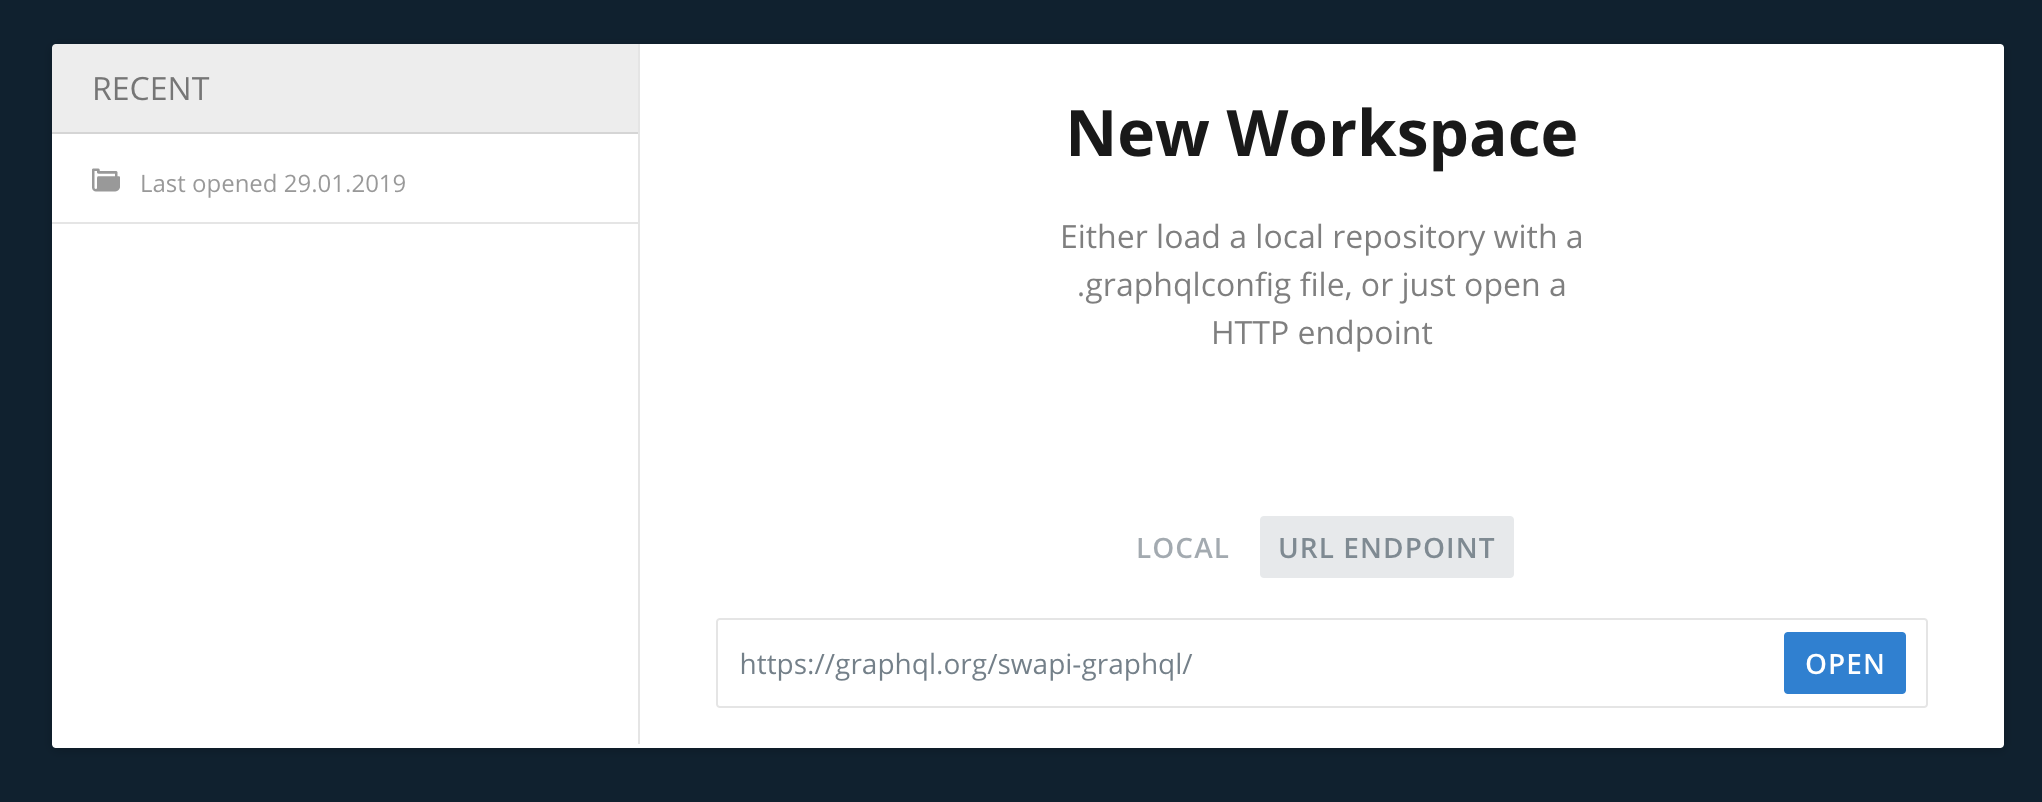 RECENT
Last opened 29.01.2019
New Workspace
Either load a local repository with a
.graphqlconfig file, or just open a
HTTP endpoint
LOCAL
URL ENDPOINT
https://graphql.org/swapi-graphql/
OPEN